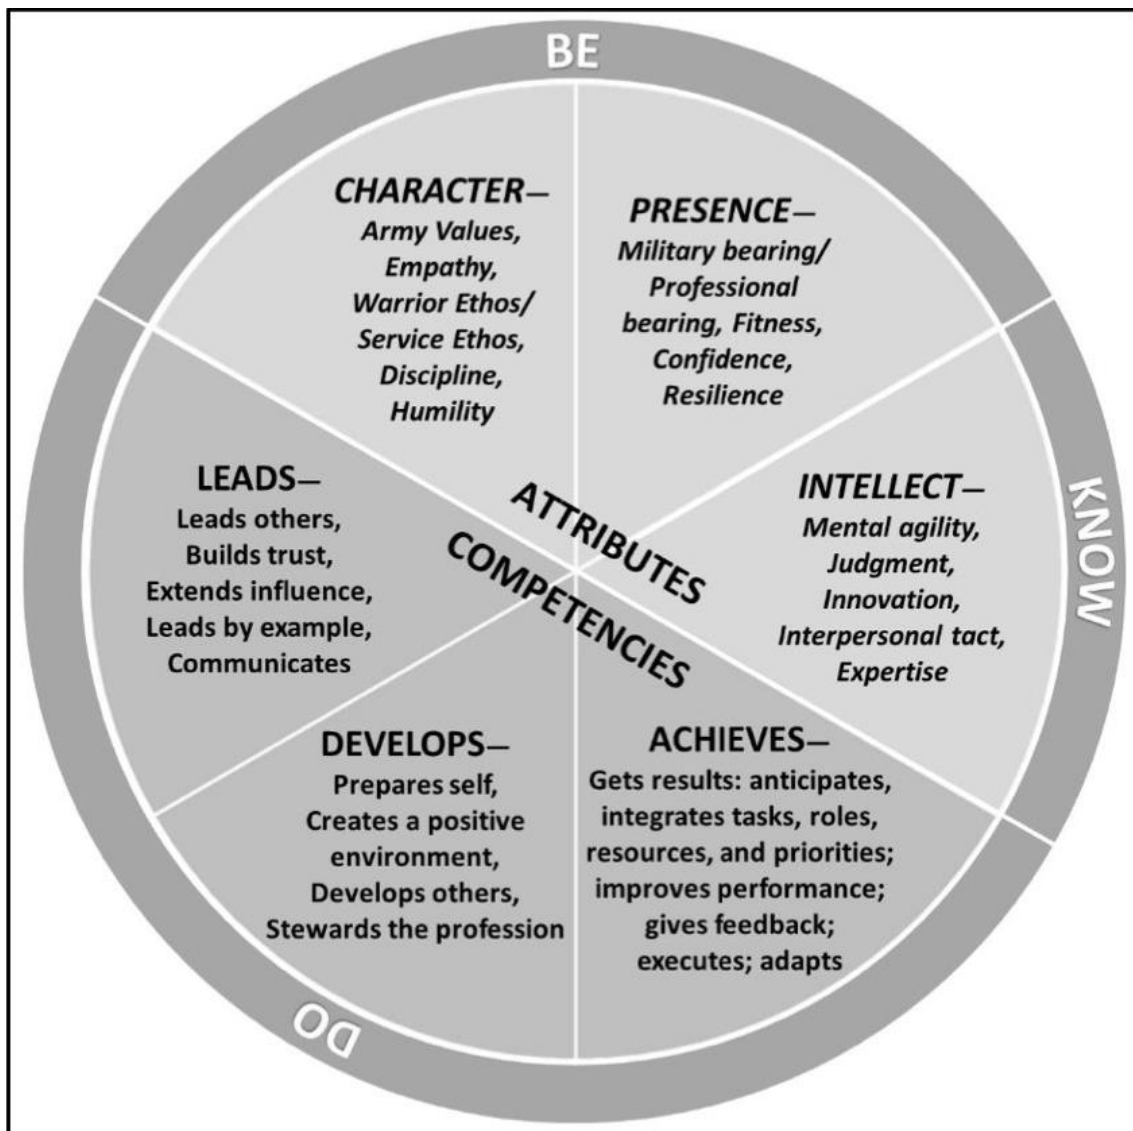 BE
CHARACTER—
Army Values,
Empathy,
Warrior Ethos/
Service Ethos,
Discipline,
Humility
PRESENCE—
Military bearing/
Professional
bearing, Fitness,
Confidence,
Resilience
KNOW
INTELLECT—
Mental agility,
Judgment,
Innovation,
Interpersonal tact,
Expertise
ATTRIBUTES
COMPETENCIES
LEADS—
Leads others,
Builds trust,
Extends influence,
Leads by example,
Communicates
DEVELOPS—
Prepares self,
Creates a positive
environment,
Develops others,
Stewards the profession
ACHIEVES—
Gets results: anticipates,
integrates tasks, roles,
resources, and priorities;
improves performance;
gives feedback;
executes; adapts
DO